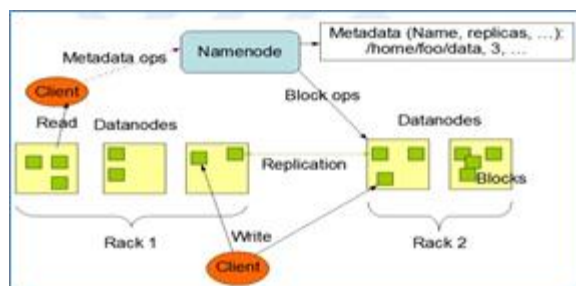 Metadata (Name, replicas, ...):
/home/foo/data, 3, ...
Namenode
Metadata ops
Client
Block ops
Read
Datanodes
Datanodes
Replication
Blocks
Rack 1
Write
Rack 2
Client